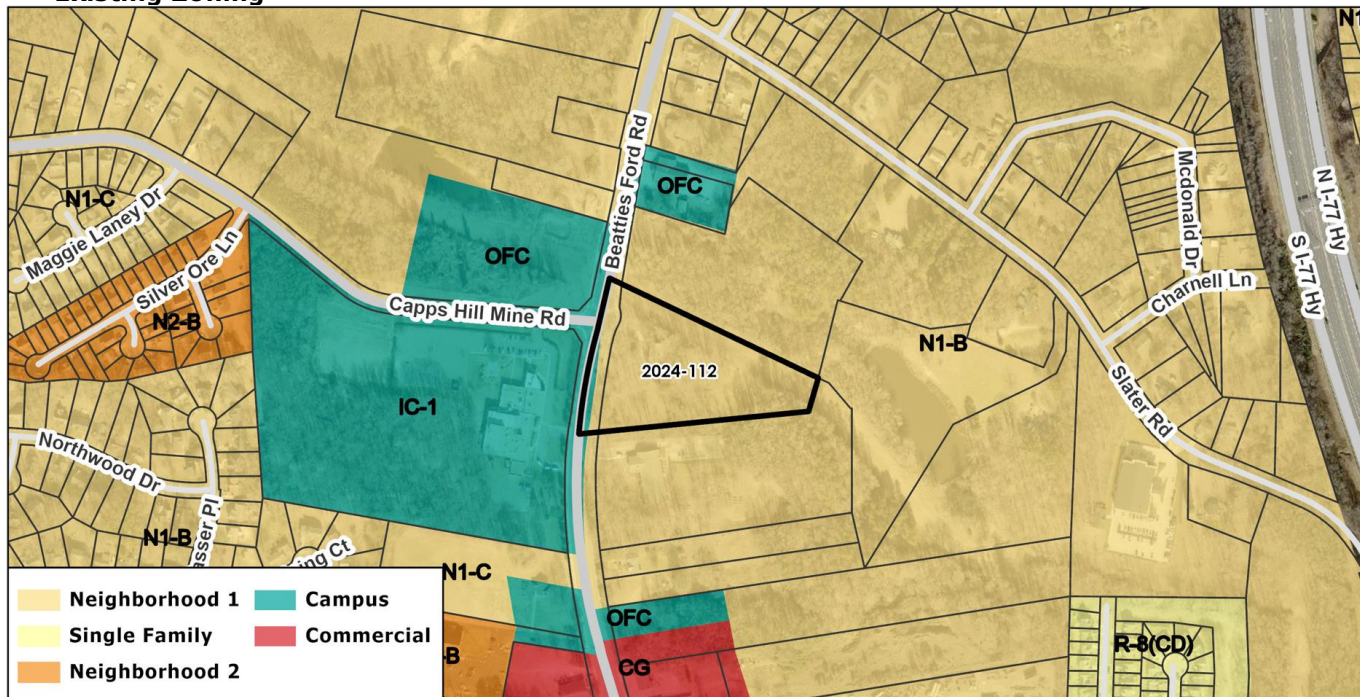 Existing Zoning
N1-C
Maggie Laney Dr
Silver Ore Ln
N2-B
OFC
Beatties Ford Rd
OFC
Capps Hill Mine Rd
IC-1
2024-112
N1-B
Mcdonald Dr
Charnell Ln
Slater Rd
N I-77 Hy
S I-77 Hy
Northwood Dr
N1-B
N1-C
OFC
CG
R-8(CD)
Neighborhood 1
Single Family
Neighborhood 2
Campus
Commercial